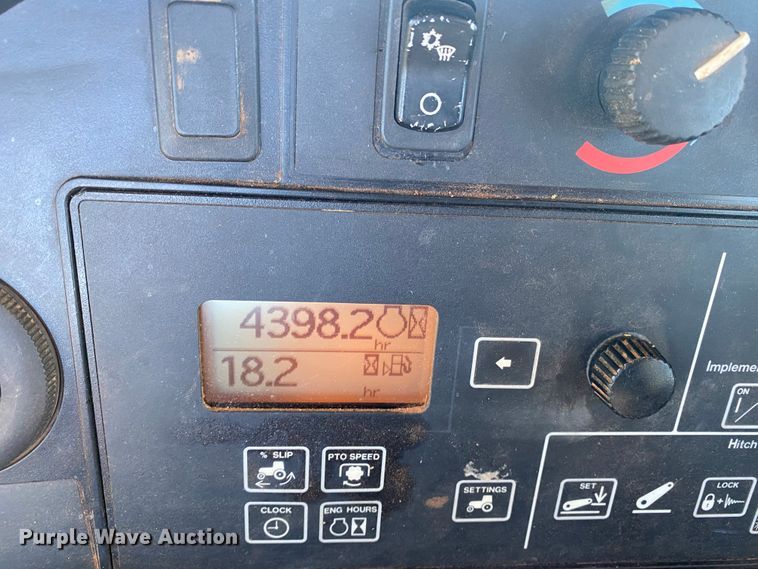 4398.2
hr
18.2
hr
% SLIP
PTO SPEED
CLOCK
ENG HOURS
SETTINGS
Implemen
ON
Hitch
SET
LOCK
Purple Wave Auction